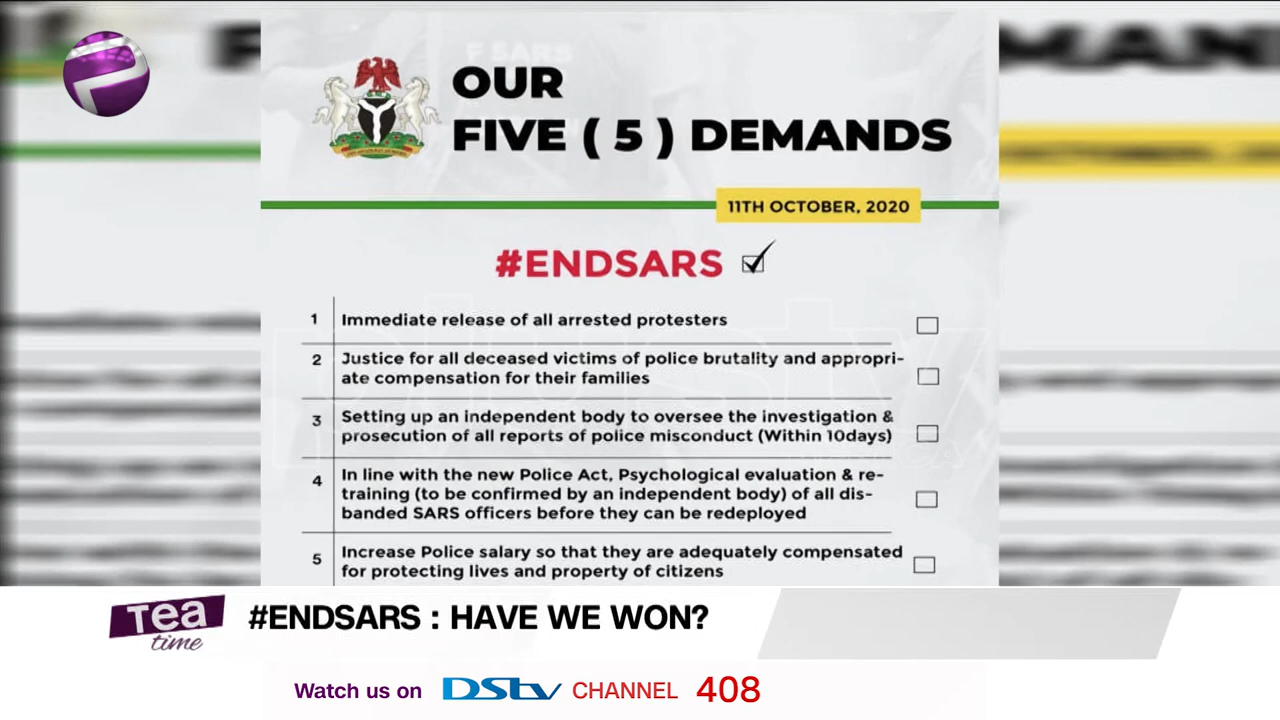 OUR
FIVE ( 5 ) DEMANDS
11TH OCTOBER, 2020
#ENDSARS
1 Immediate release of all arrested protesters
2 Justice for all deceased victims of police brutality and appropri-
ate compensation for their families
3 Setting up an independent body to oversee the investigation &
prosecution of all reports of police misconduct (Within 10days)
4 In line with the new Police Act, Psychological evaluation & re-
training (to be confirmed by an independent body) of all dis-
banded SARS officers before they can be redeployed
5 Increase Police salary so that they are adequately compensated
for protecting lives and property of citizens
Tea
time
#ENDSARS : HAVE WE WON?
Watch us on DStv CHANNEL 408